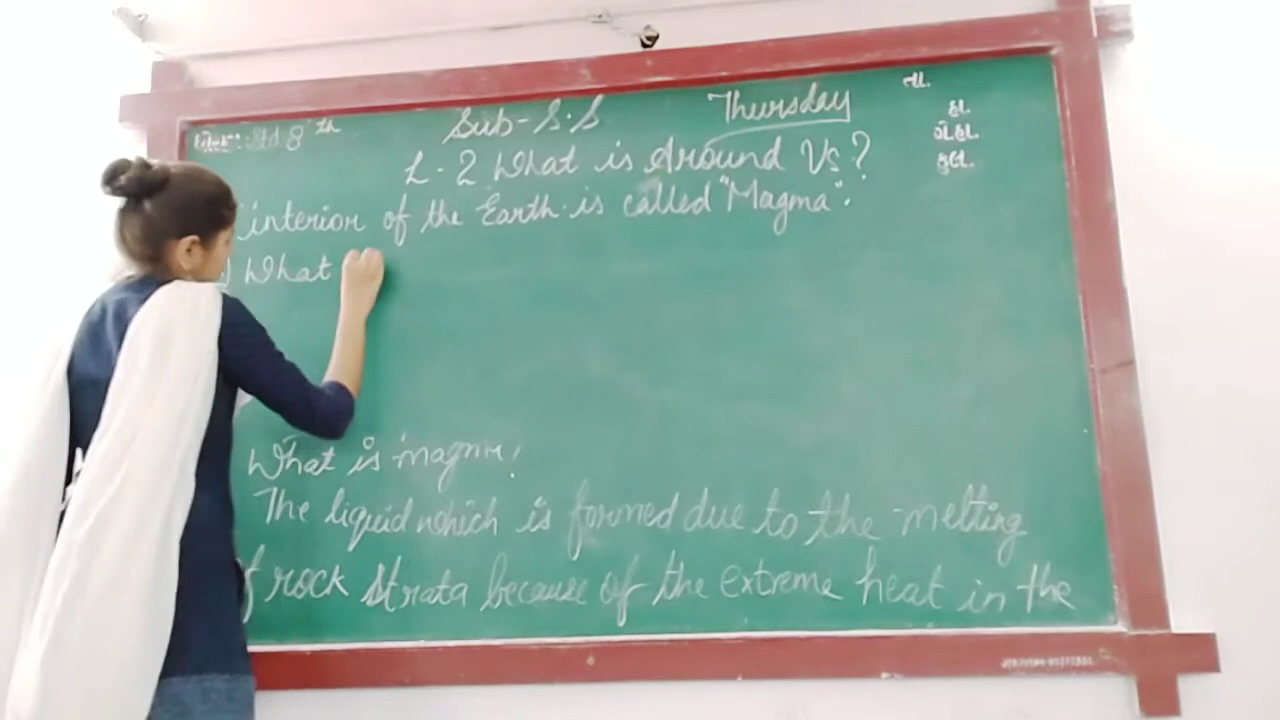 Std 8th
Sub - S.S
Thursday
તા.
હા.
ગે.હા.
કુલ.
L - 2 What is Around Us?
interior of the Earth is called "Magma".
What
What is magma?
The liquid which is formed due to the melting
of rock strata because of the extreme heat in the